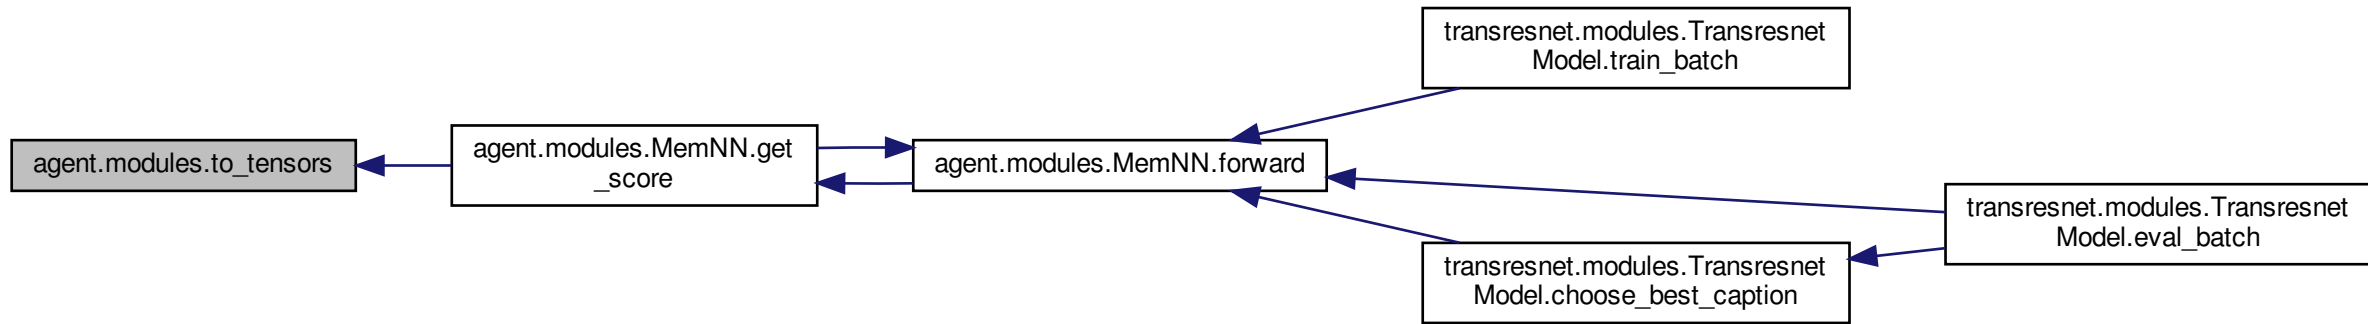 agent.modules.to_tensors
agent.modules.MemNN.get
_score
agent.modules.MemNN.forward
transresnet.modules.Transresnet
Model.train_batch
transresnet.modules.Transresnet
Model.eval_batch
transresnet.modules.Transresnet
Model.choose_best_caption